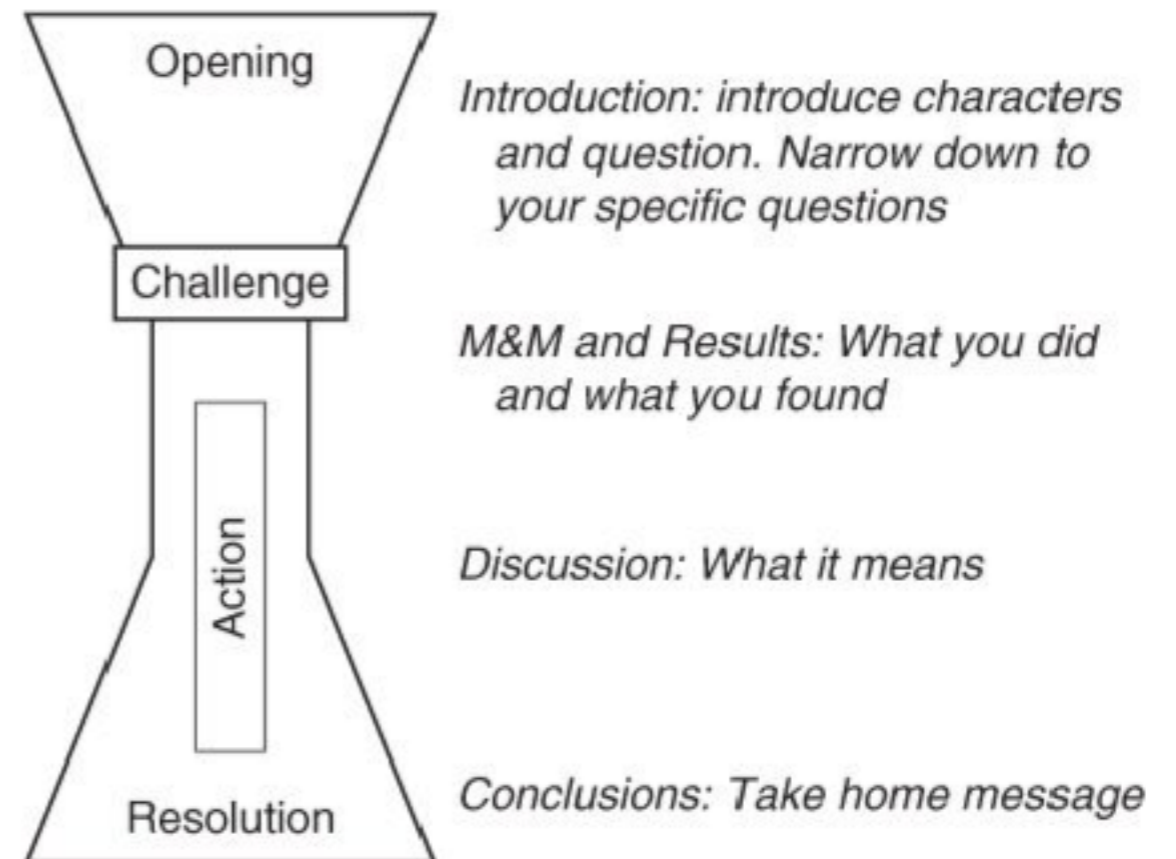 Opening
Introduction: introduce characters
and question. Narrow down to
your specific questions
Challenge
M&M and Results: What you did
and what you found
Action
Discussion: What it means
Resolution
Conclusions: Take home message